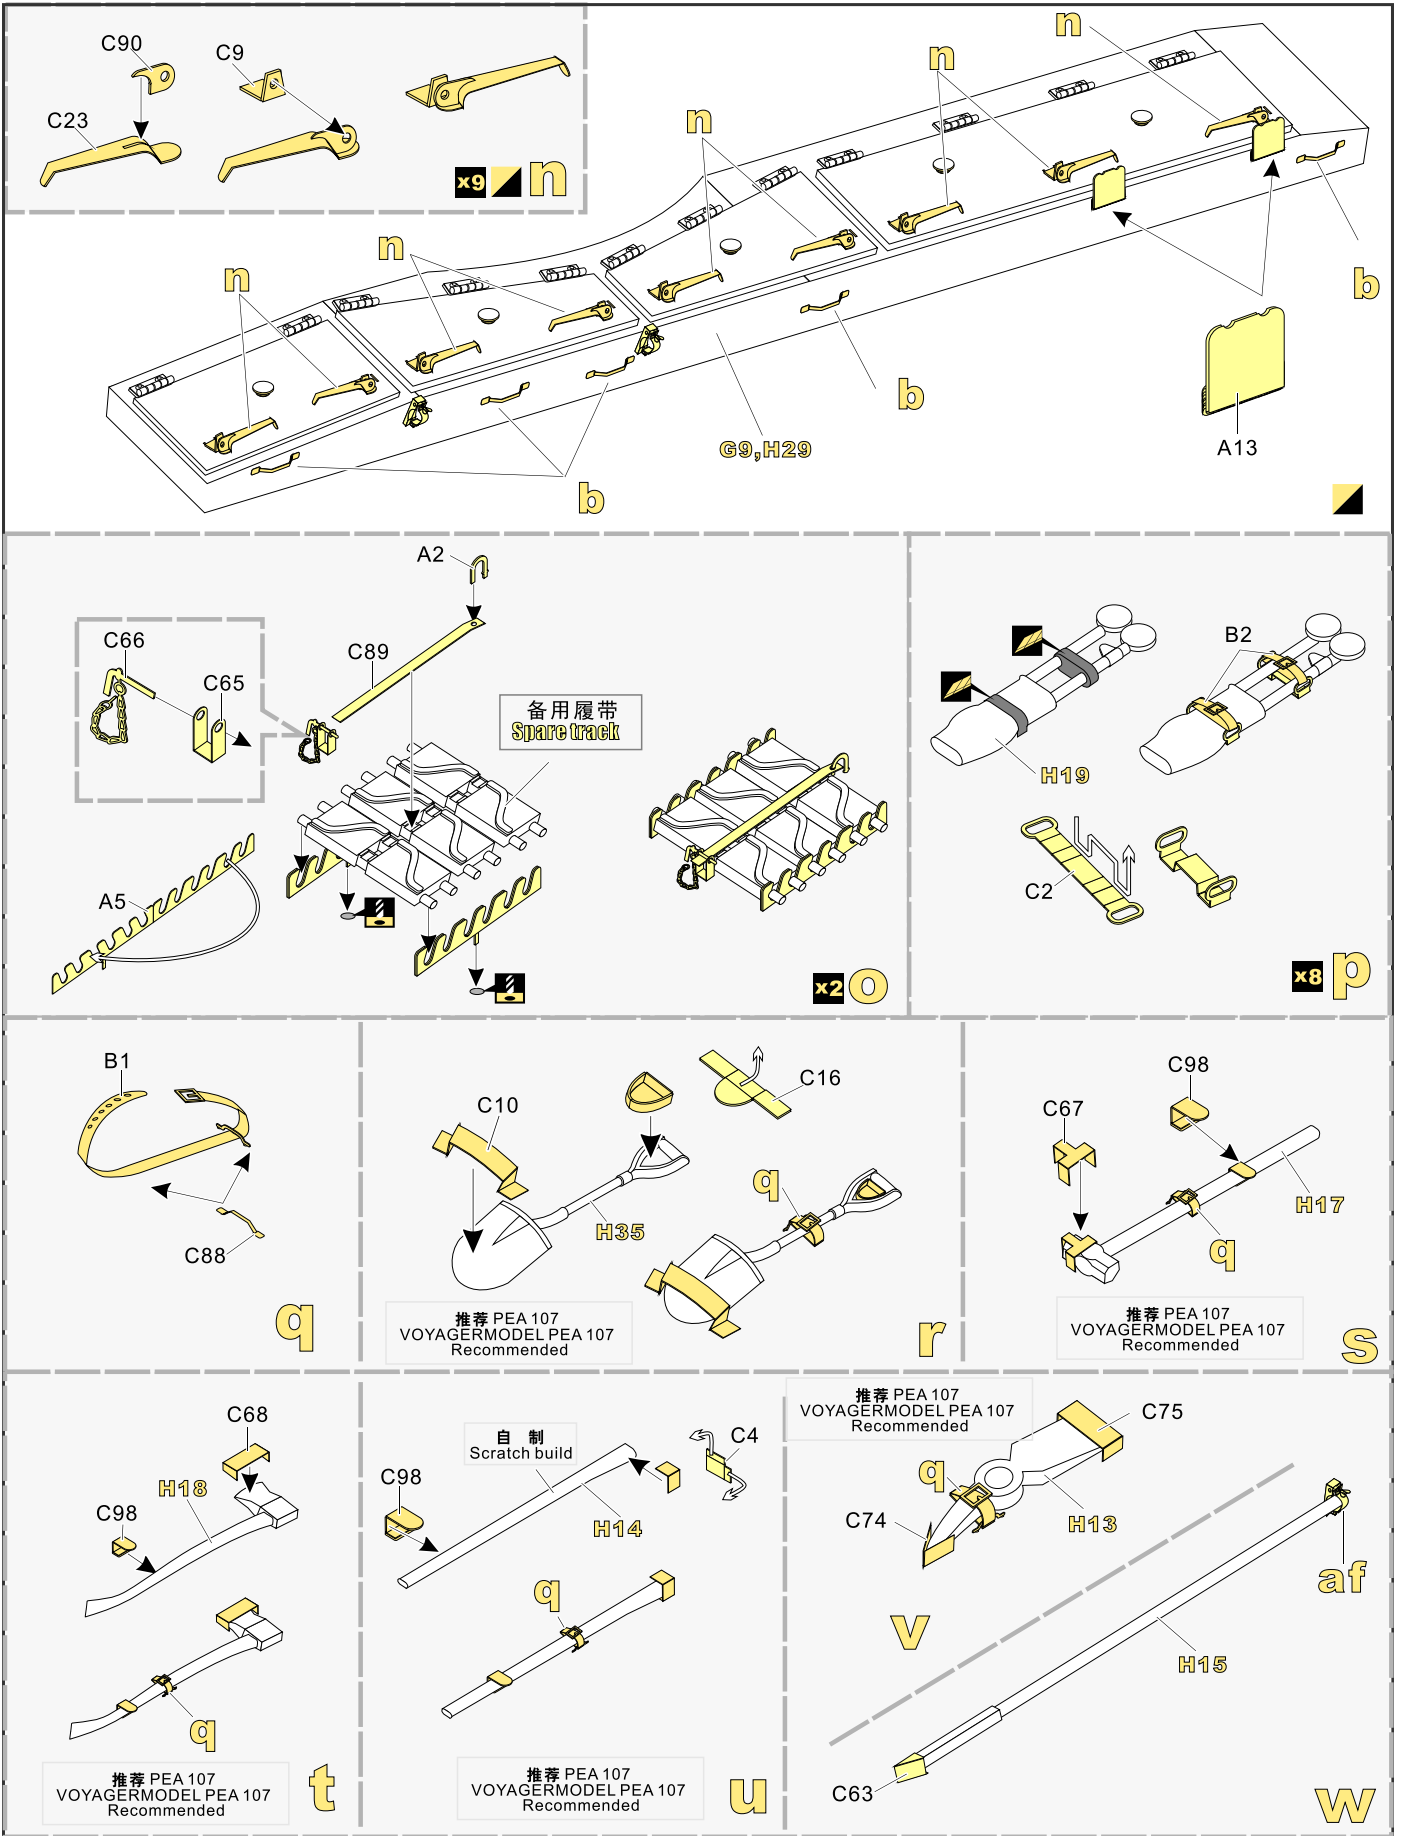 C90
C9
C23
x9
n
n
n
n
n
n
b
b
b
G9,H29
A13
A2
C66
C65
C89
备用履带
Spare track
A5
x2
o
B2
H19
C2
x8
p
B1
C88
q
C10
C16
q
H35
推荐 PEA 107
VOYAGERMODEL PEA 107
Recommended
r
C98
C67
H17
q
推荐 PEA 107
VOYAGERMODEL PEA 107
Recommended
s
C68
H18
C98
q
推荐 PEA 107
VOYAGERMODEL PEA 107
Recommended
t
自 制
Scratch build
C4
C98
H14
q
推荐 PEA 107
VOYAGERMODEL PEA 107
Recommended
u
推荐 PEA 107
VOYAGERMODEL PEA 107
Recommended
C75
q
C74
H13
v
af
H15
C63
w